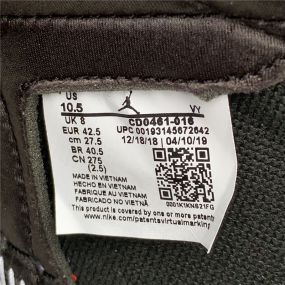 US
10.5 VY
UK 8 CD0461-016
EUR 42.5 UPC 00193145672642
cm 27.5 12/18/18 04/10/19
BR 40.5
CN 275
(2.5)
MADE IN VIETNAM
HECHO EN VIETNAM
FABRIQUÉ AU VIETNAM
FABRICADO NO VIETNÃ
0001K1KNS21FG
This product is covered by one or more patents
www.nike.com/patentsvirtualmarking